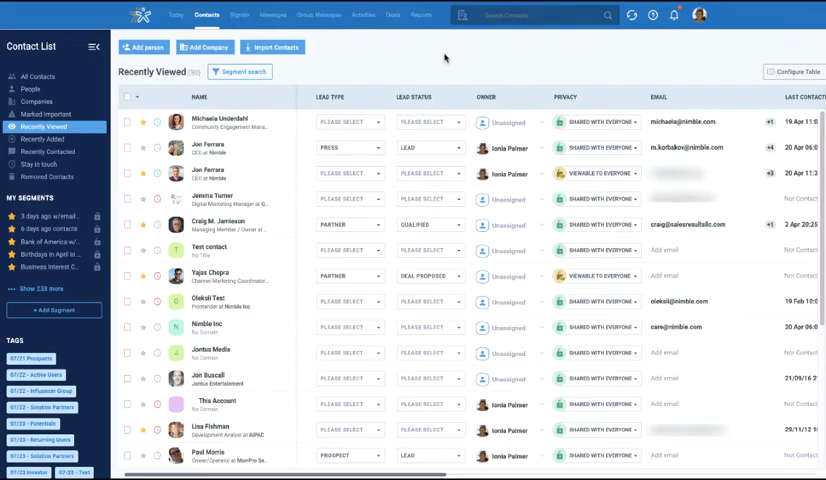 Today Contacts Signals Messages Group Messages Activities Deals Reports Search Contacts
Contact List
All Contacts
People
Companies
Marked Important
Recently Viewed
Recently Added
Recently Contacted
Stay in touch
Removed Contacts
MY SEGMENTS
3 days ago w/email...
6 days ago contacts
Bank of America w/...
Birthdays in April in ...
Business Interest C...
Show 233 more
+ Add Segment
TAGS
07/21 Prospects
07/22 - Active Users
07/22 - Influencer Group
07/22 - Solution Partners
07/23 - Potentials
07/23 - Returning Users
07/23 - Solution Partners
07/23 Investor 07/23 - Test
Add person Add Company Import Contacts
Recently Viewed (30) Segment search Configure Table
NAME LEAD TYPE LEAD STATUS OWNER PRIVACY EMAIL LAST CONTACT
Michaela Underdahl PLEASE SELECT PLEASE SELECT Unassigned SHARED WITH EVERYONE michaela@nimble.com +1 19 Apr 11:0
Community Engagement Mana...
Jon Ferrara PRESS LEAD Ionia Palmer SHARED WITH EVERYONE m.korbakov@nimble.com +4 20 Apr 06:0
CEO at Nimble
Jon Ferrara PLEASE SELECT PLEASE SELECT Ionia Palmer VIEWABLE TO EVERYONE +3 20 Apr 11:3
CEO at Nimble
Jemma Turner PLEASE SELECT PLEASE SELECT Unassigned SHARED WITH EVERYONE Not Contac
Digital Marketing Manager at G...
Craig M. Jamieson PARTNER QUALIFIED Unassigned SHARED WITH EVERYONE craig@salesresultsllc.com +1 2 Apr 20:25
Managing Member / Owner at ...
Test contact PLEASE SELECT PLEASE SELECT Unassigned SHARED WITH EVERYONE Add email Not Contac
No Title
Yajas Chopra PARTNER DEAL PROPOSED Unassigned VIEWABLE TO EVERYONE Add email Not Contac
Channel Marketing Coordinator...
Oleksii Test PLEASE SELECT PLEASE SELECT Unassigned SHARED WITH EVERYONE oleksii@nimble.com 19 Feb 10:0
Frontender at Nimble Inc
Nimble Inc PLEASE SELECT PLEASE SELECT Unassigned SHARED WITH EVERYONE care@nimble.com 20 Apr 06:0
No Domain
Jontus Media PLEASE SELECT PLEASE SELECT Unassigned SHARED WITH EVERYONE Add email Not Contac
No Domain
Jon Buscall PLEASE SELECT PLEASE SELECT Unassigned SHARED WITH EVERYONE Add email 21/09/16 2
Jontus Entertainment
This Account PLEASE SELECT PLEASE SELECT Ionia Palmer SHARED WITH EVERYONE Add email Not Contac
No Domain
Lisa Fishman PLEASE SELECT PLEASE SELECT Ionia Palmer SHARED WITH EVERYONE 29/11/12 1
Development Analyst at AIPAC
Paul Morris PROSPECT LEAD Ionia Palmer SHARED WITH EVERYONE Add email Not Contac
Owner/Operator at MorrPro Se...